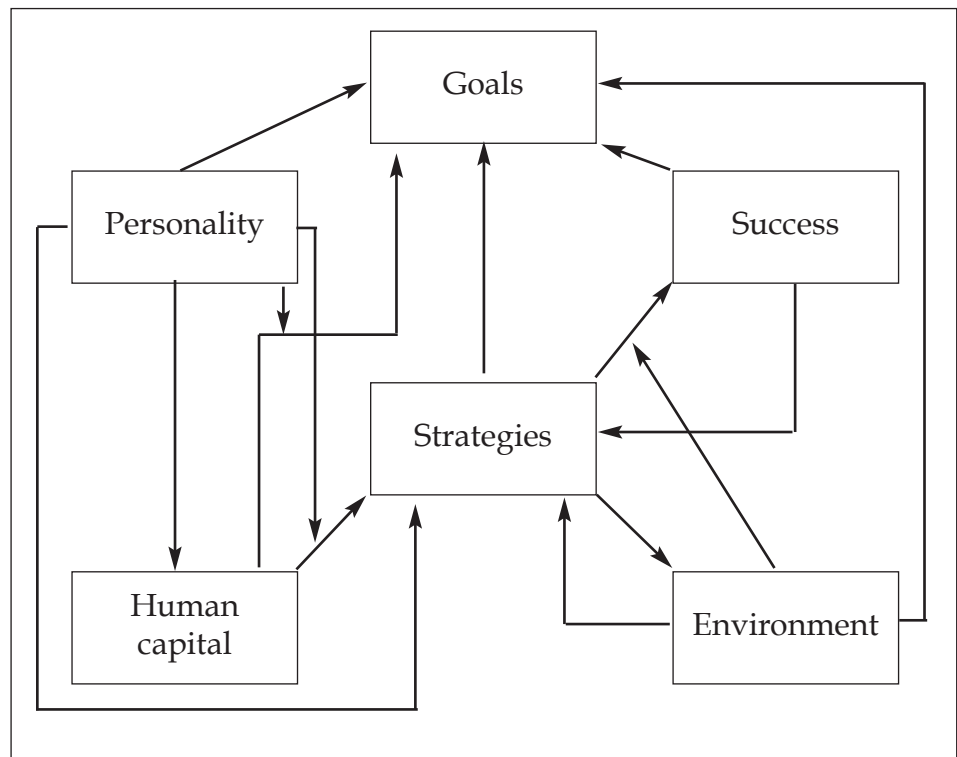 Goals
Personality
Success
Strategies
Human
capital
Environment